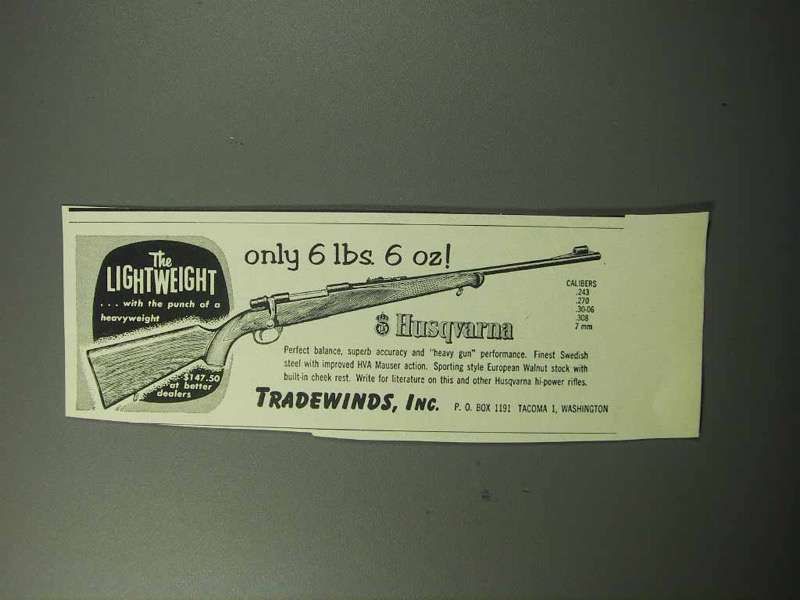 The
LIGHTWEIGHT
. . . with the punch of a
heavyweight
$147.50
at better
dealers
only 6 lbs. 6 oz!
CALIBERS
.243
.270
.30-06
.308
7 mm
Husqvarna
Perfect balance, superb accuracy and "heavy gun" performance. Finest Swedish
steel with improved HVA Mauser action. Sporting style European Walnut stock with
built-in cheek rest. Write for literature on this and other Husqvarna hi-power rifles.
TRADEWINDS, INC. P. O. BOX 1191 TACOMA 1, WASHINGTON